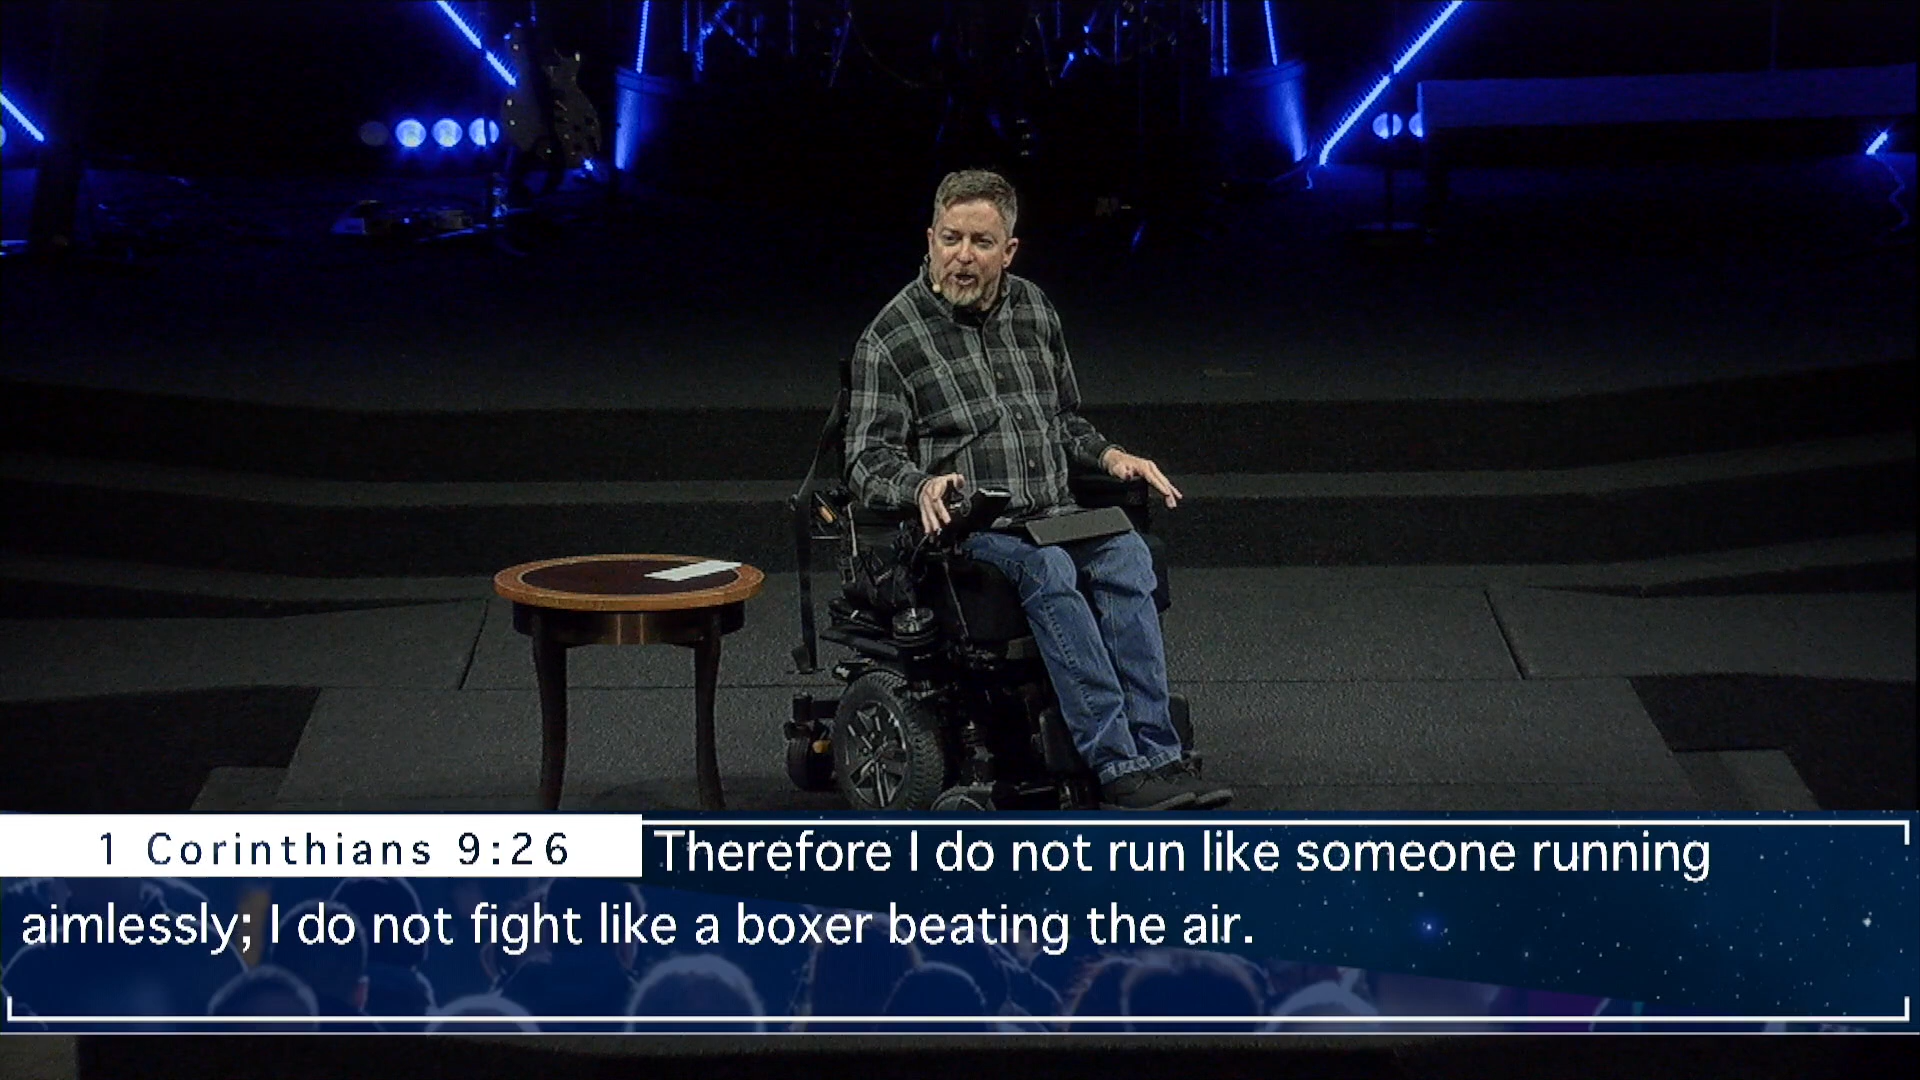 1 Corinthians 9:26
Therefore I do not run like someone running
aimlessly; I do not fight like a boxer beating the air.